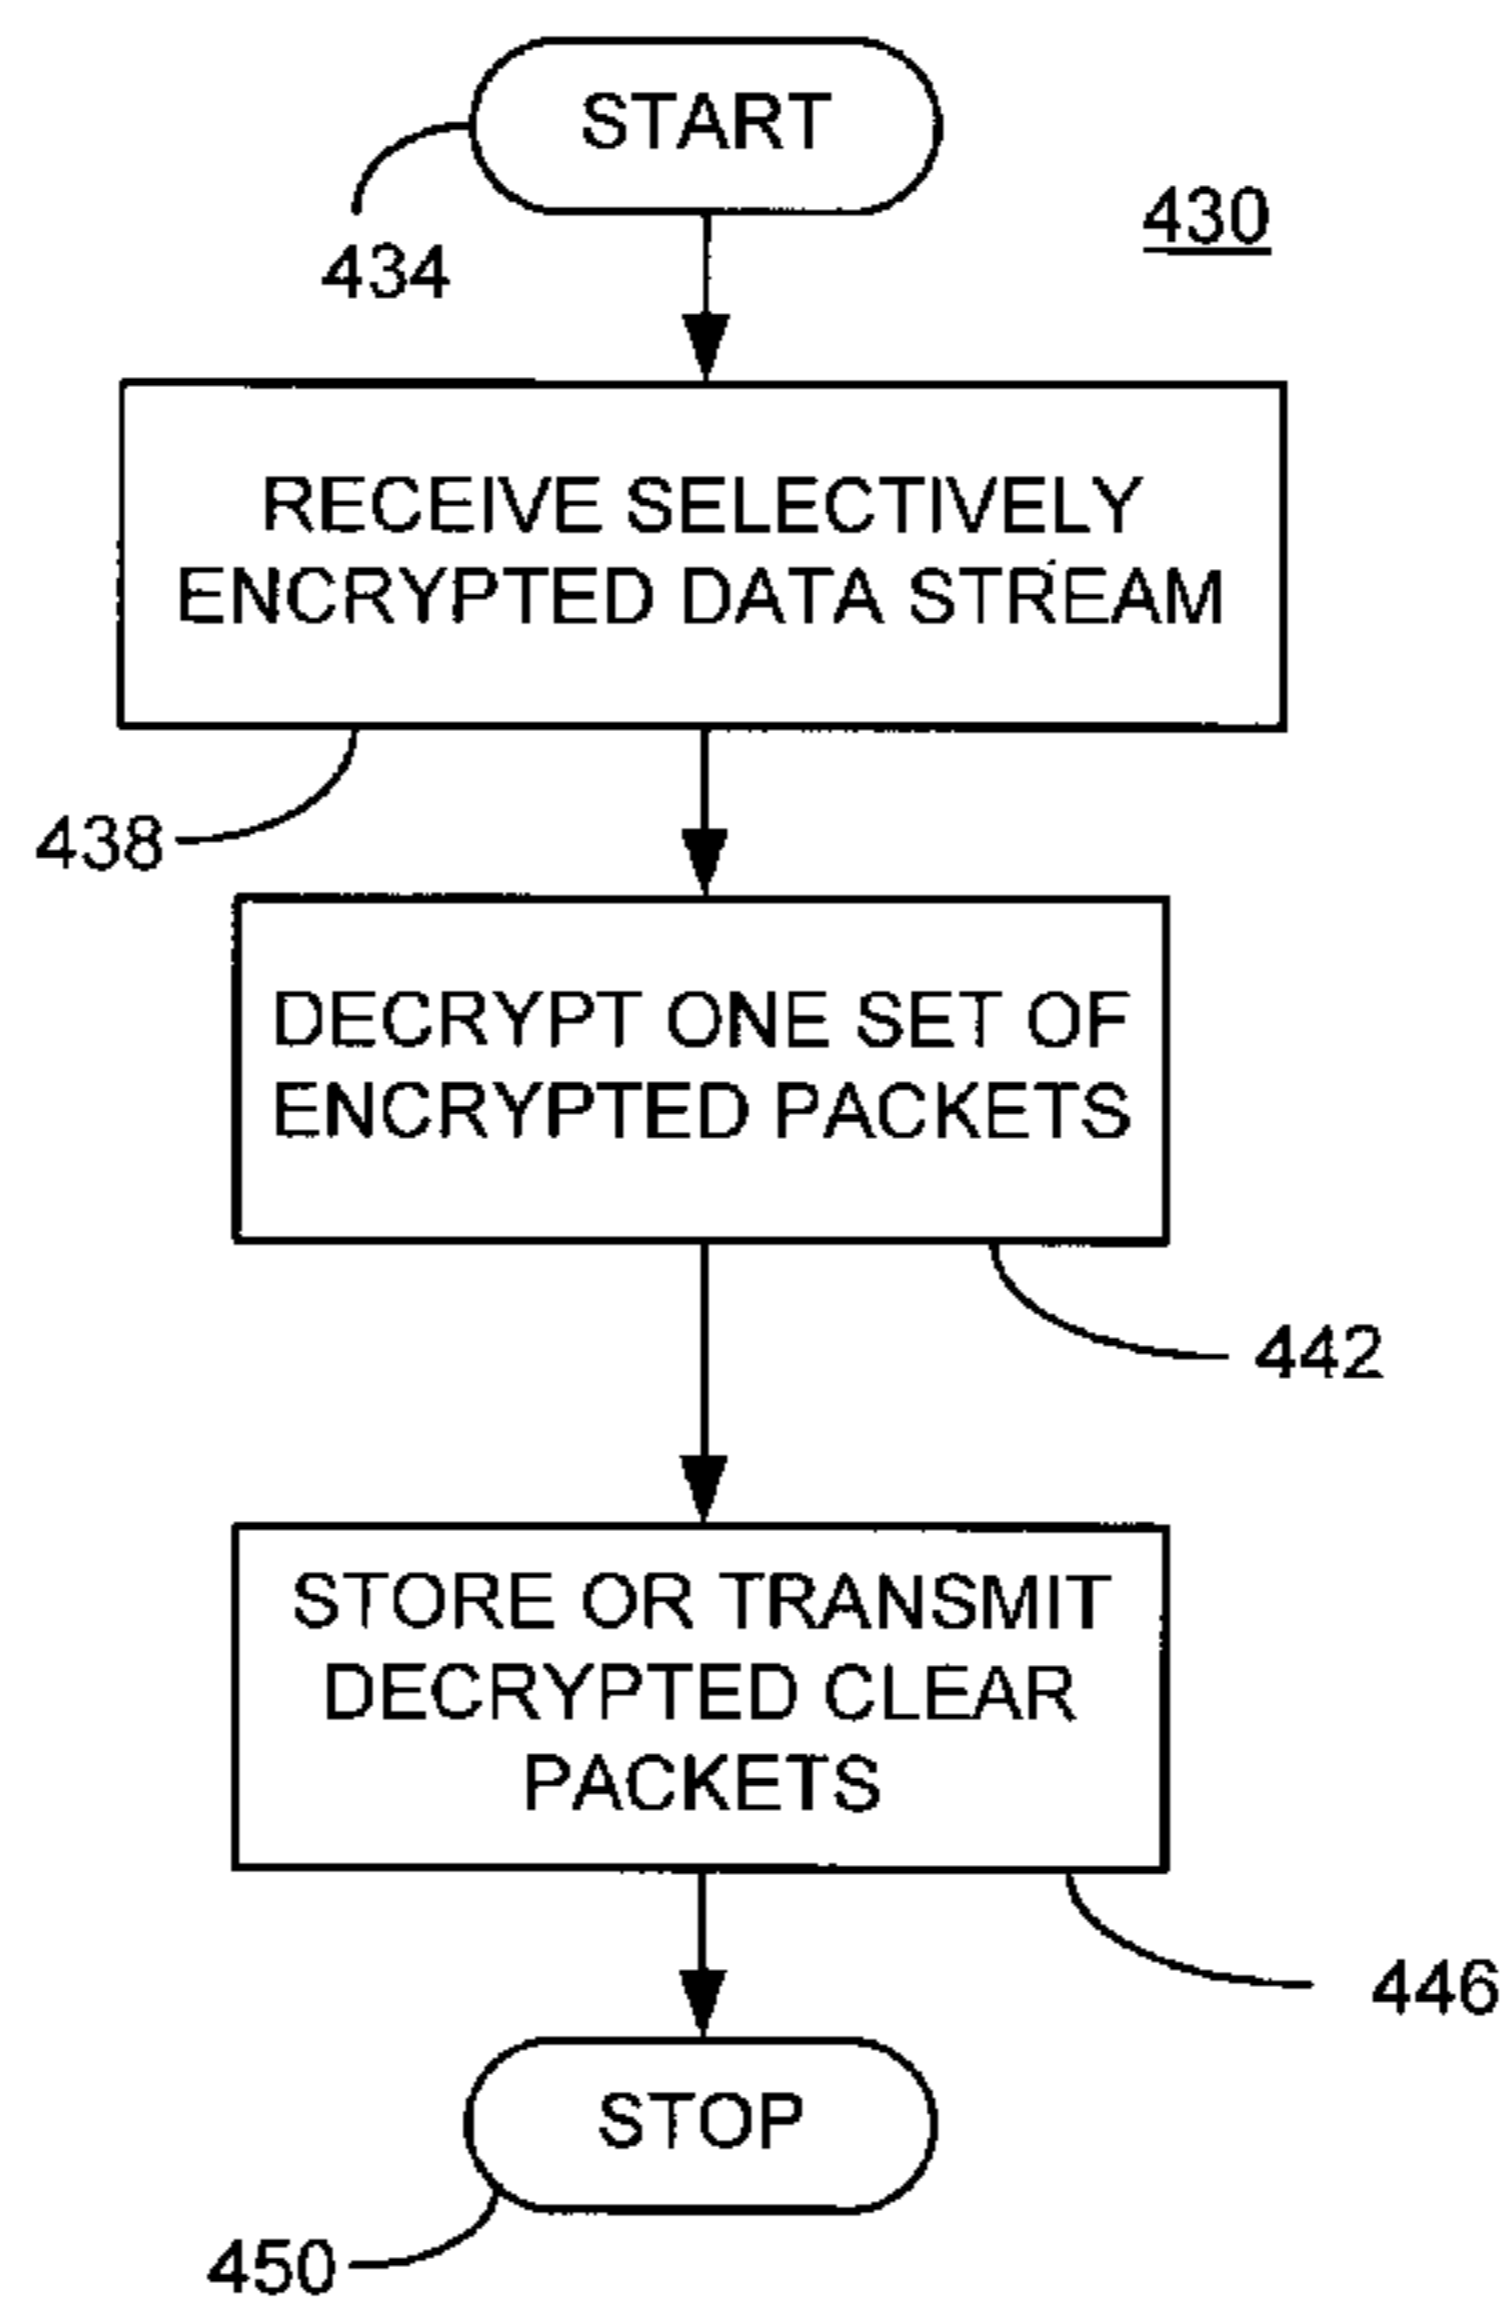 START
430
434
RECEIVE SELECTIVELY
ENCRYPTED DATA STREAM
438
DECRYPT ONE SET OF
ENCRYPTED PACKETS
442
STORE OR TRANSMIT
DECRYPTED CLEAR
PACKETS
446
STOP
450